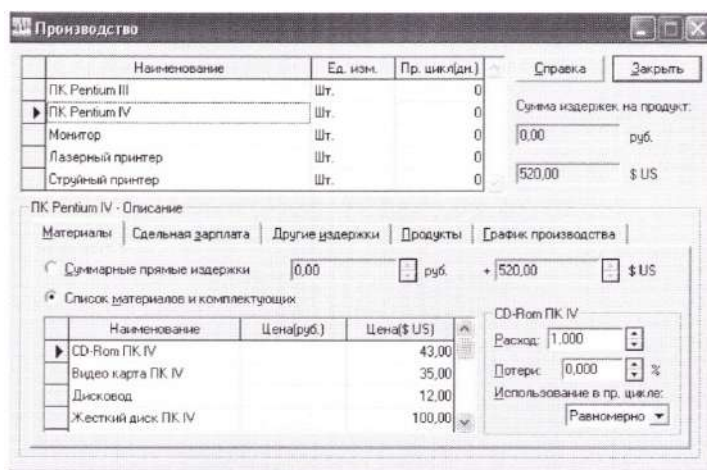 Производство
Наименование Ед. изм. Пр. цикл(дн.)
ПК Pentium III Шт. 0
ПК Pentium IV Шт. 0
Монитор Шт. 0
Лазерный принтер Шт. 0
Струйный принтер Шт. 0
Справка Закрыть
Сумма издержек на продукт:
0,00 руб.
520,00 $ US
ПК Pentium IV - Описание
Материалы Сдельная зарплата Другие издержки Продукты График производства
Суммарные прямые издержки 0,00 руб. + 520,00 $ US
Список материалов и комплектующих
Наименование Цена(руб.) Цена($ US)
CD-Rom ПК IV 43,00
Видео карта ПК IV 35,00
Дисковод 12,00
Жесткий диск ПК IV 100,00
CD-Rom ПК IV
Расход: 1,000
Потери: 0,000 %
Использование в пр. цикле:
Равномерно